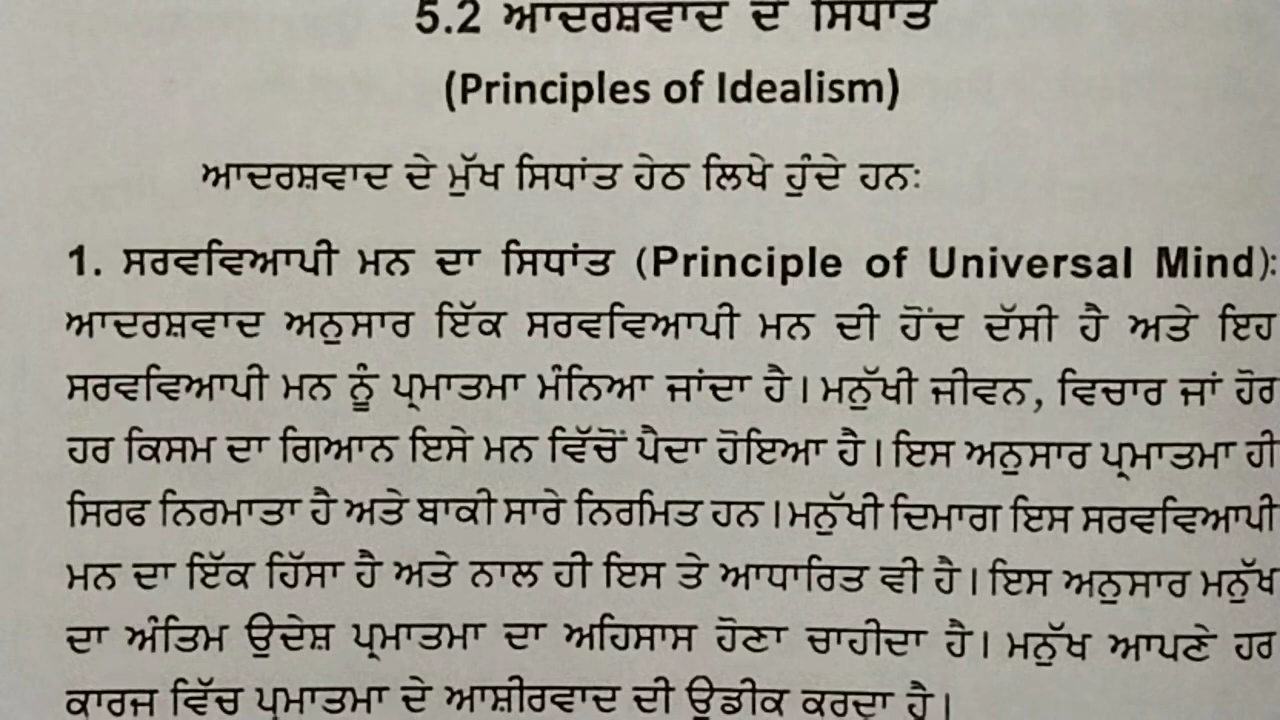 5.2 ਆਦਰਸ਼ਵਾਦ ਦੇ ਸਿਧਾਂਤ
(Principles of Idealism)
ਆਦਰਸ਼ਵਾਦ ਦੇ ਮੁੱਖ ਸਿਧਾਂਤ ਹੇਠ ਲਿਖੇ ਹੁੰਦੇ ਹਨ:
1. ਸਰਵਵਿਆਪੀ ਮਨ ਦਾ ਸਿਧਾਂਤ (Principle of Universal Mind):
ਆਦਰਸ਼ਵਾਦ ਅਨੁਸਾਰ ਇੱਕ ਸਰਵਵਿਆਪੀ ਮਨ ਦੀ ਹੋਂਦ ਦੱਸੀ ਹੈ ਅਤੇ ਇਹ
ਸਰਵਵਿਆਪੀ ਮਨ ਨੂੰ ਪ੍ਰਮਾਤਮਾ ਮੰਨਿਆ ਜਾਂਦਾ ਹੈ। ਮਨੁੱਖੀ ਜੀਵਨ, ਵਿਚਾਰ ਜਾਂ ਹੋਰ
ਹਰ ਕਿਸਮ ਦਾ ਗਿਆਨ ਇਸੇ ਮਨ ਵਿੱਚੋਂ ਪੈਦਾ ਹੋਇਆ ਹੈ। ਇਸ ਅਨੁਸਾਰ ਪ੍ਰਮਾਤਮਾ ਹੀ
ਸਿਰਫ ਨਿਰਮਾਤਾ ਹੈ ਅਤੇ ਬਾਕੀ ਸਾਰੇ ਨਿਰਮਿਤ ਹਨ। ਮਨੁੱਖੀ ਦਿਮਾਗ ਇਸ ਸਰਵਵਿਆਪੀ
ਮਨ ਦਾ ਇੱਕ ਹਿੱਸਾ ਹੈ ਅਤੇ ਨਾਲ ਹੀ ਇਸ ਤੇ ਆਧਾਰਿਤ ਵੀ ਹੈ। ਇਸ ਅਨੁਸਾਰ ਮਨੁੱਖ
ਦਾ ਅੰਤਿਮ ਉਦੇਸ਼ ਪ੍ਰਮਾਤਮਾ ਦਾ ਅਹਿਸਾਸ ਹੋਣਾ ਚਾਹੀਦਾ ਹੈ। ਮਨੁੱਖ ਆਪਣੇ ਹਰ
ਕਾਰਜ ਵਿੱਚ ਪ੍ਰਮਾਤਮਾ ਦੇ ਆਸ਼ੀਰਵਾਦ ਦੀ ਉਡੀਕ ਕਰਦਾ ਹੈ।